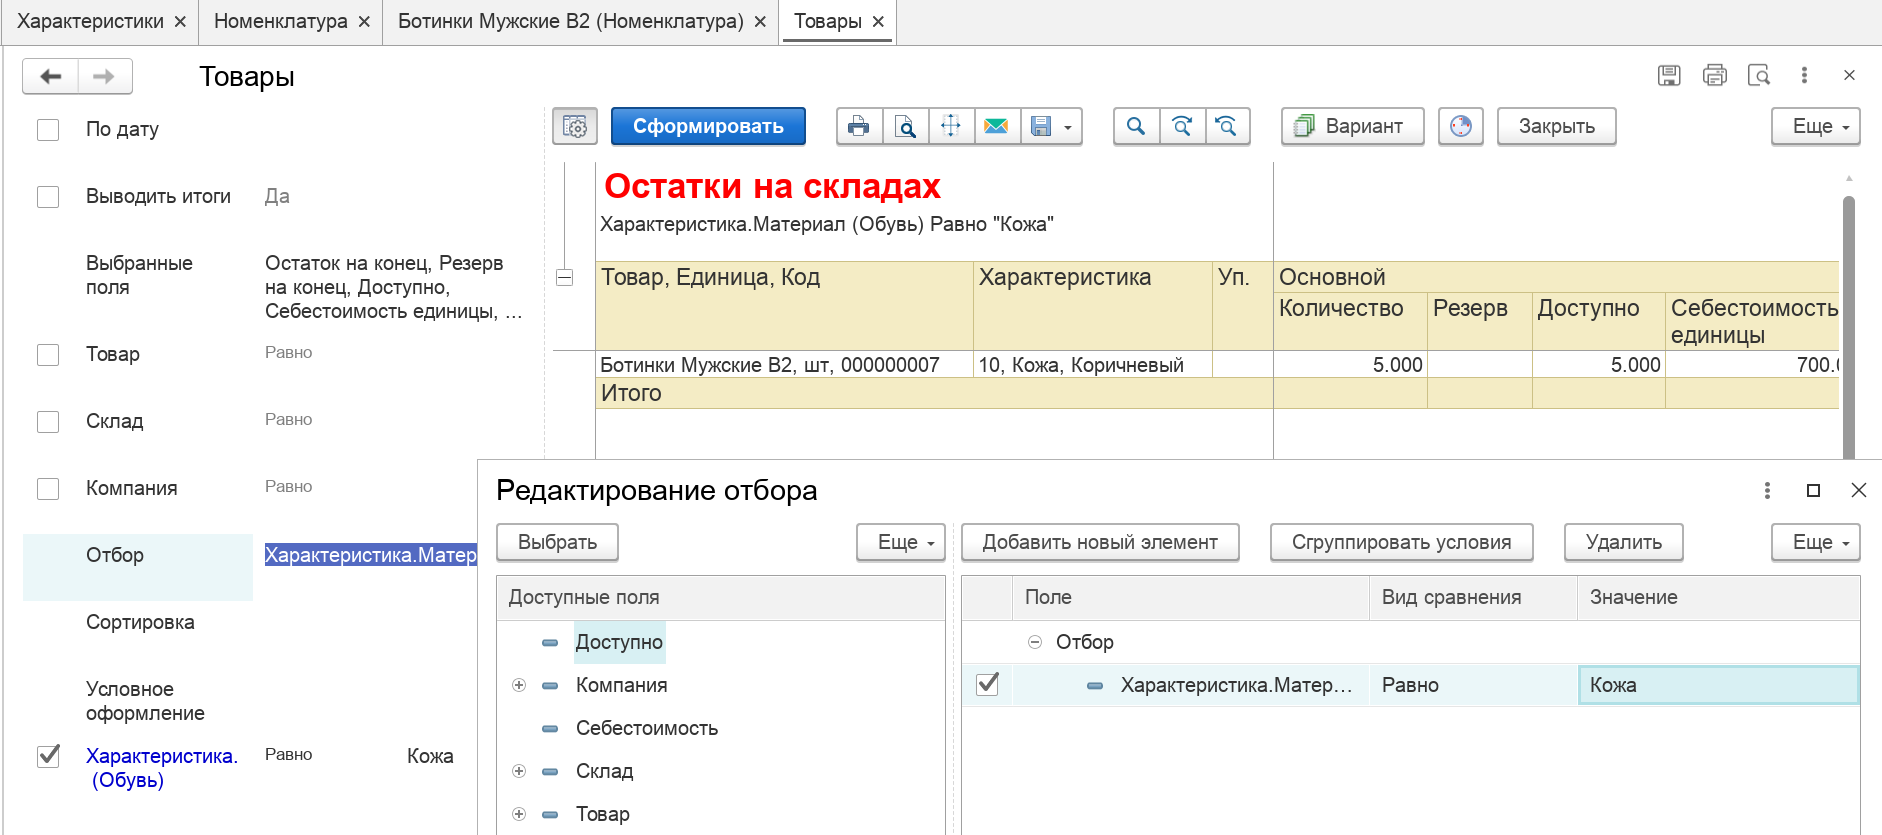 Характеристики × Номенклатура × Ботинки Мужские В2 (Номенклатура) × Товары ×
Товары
По дату
Выводить итоги Да
Выбранные поля
Остаток на конец, Резерв
на конец, Доступно,
Себестоимость единицы, ...
Товар Равно
Склад Равно
Компания Равно
Отбор Характеристика.Матер
Сортировка
Условное
оформление
Характеристика. Равно Кожа
(Обувь)
Сформировать Вариант Закрыть Еще
Остатки на складах
Характеристика.Материал (Обувь) Равно "Кожа"
Товар, Единица, Код Характеристика Уп. Основной
Количество Резерв Доступно Себестоимость
единицы
Ботинки Мужские В2, шт, 000000007 10, Кожа, Коричневый 5.000 5.000 700.0
Итого
Редактирование отбора
Выбрать Еще Добавить новый элемент Сгруппировать условия Удалить Еще
Доступные поля
Доступно
Компания
Себестоимость
Склад
Товар
Поле Вид сравнения Значение
Отбор
Характеристика.Матер... Равно Кожа